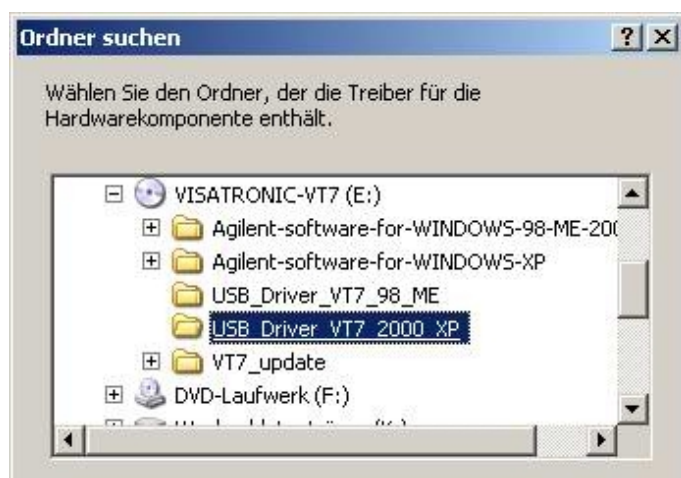 Ordner suchen
Wählen Sie den Ordner, der die Treiber für die
Hardwarekomponente enthält.
VISATRONIC-VT7 (E:)
Agilent-software-for-WINDOWS-98-ME-200
Agilent-software-for-WINDOWS-XP
USB_Driver_VT7_98_ME
USB_Driver_VT7_2000_XP
VT7_update
DVD-Laufwerk (F:)